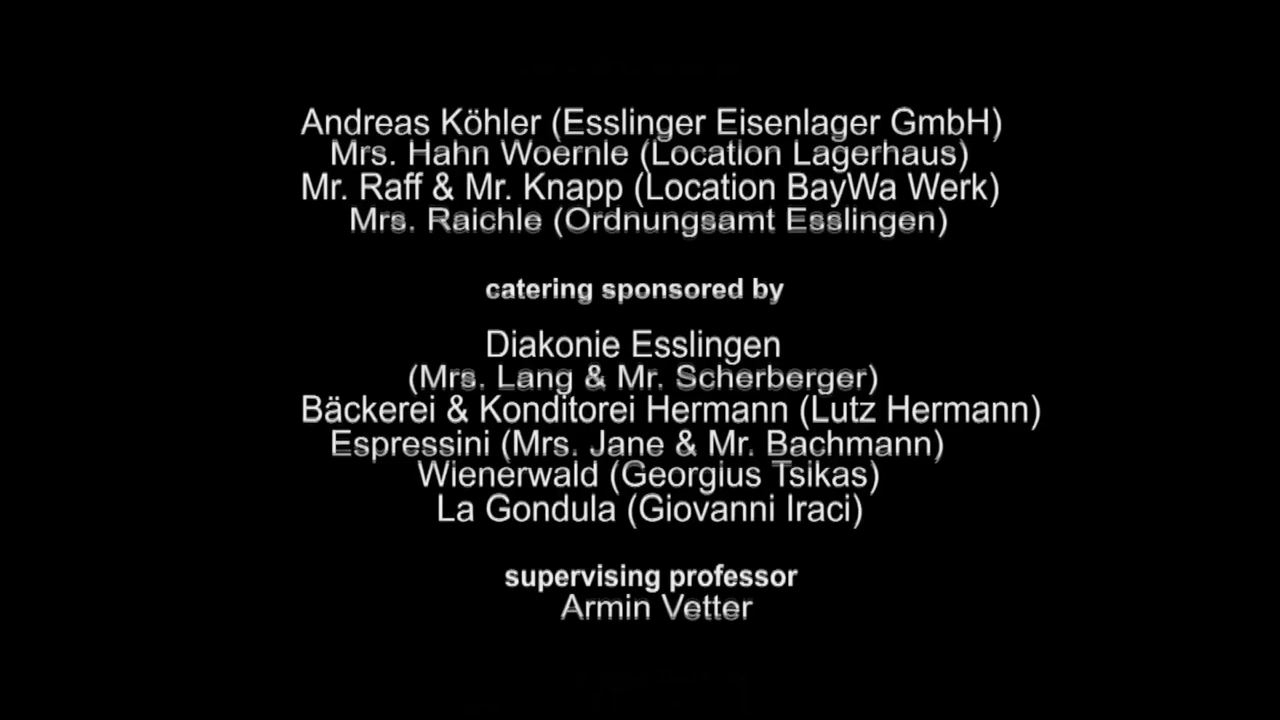 Andreas Köhler (Esslinger Eisenlager GmbH)
Mrs. Hahn Woernle (Location Lagerhaus)
Mr. Raff & Mr. Knapp (Location BayWa Werk)
Mrs. Raichle (Ordnungsamt Esslingen)
catering sponsored by
Diakonie Esslingen
(Mrs. Lang & Mr. Scherberger)
Bäckerei & Konditorei Hermann (Lutz Hermann)
Espressini (Mrs. Jane & Mr. Bachmann)
Wienerwald (Georgius Tsikas)
La Gondula (Giovanni Iraci)
supervising professor
Armin Vetter